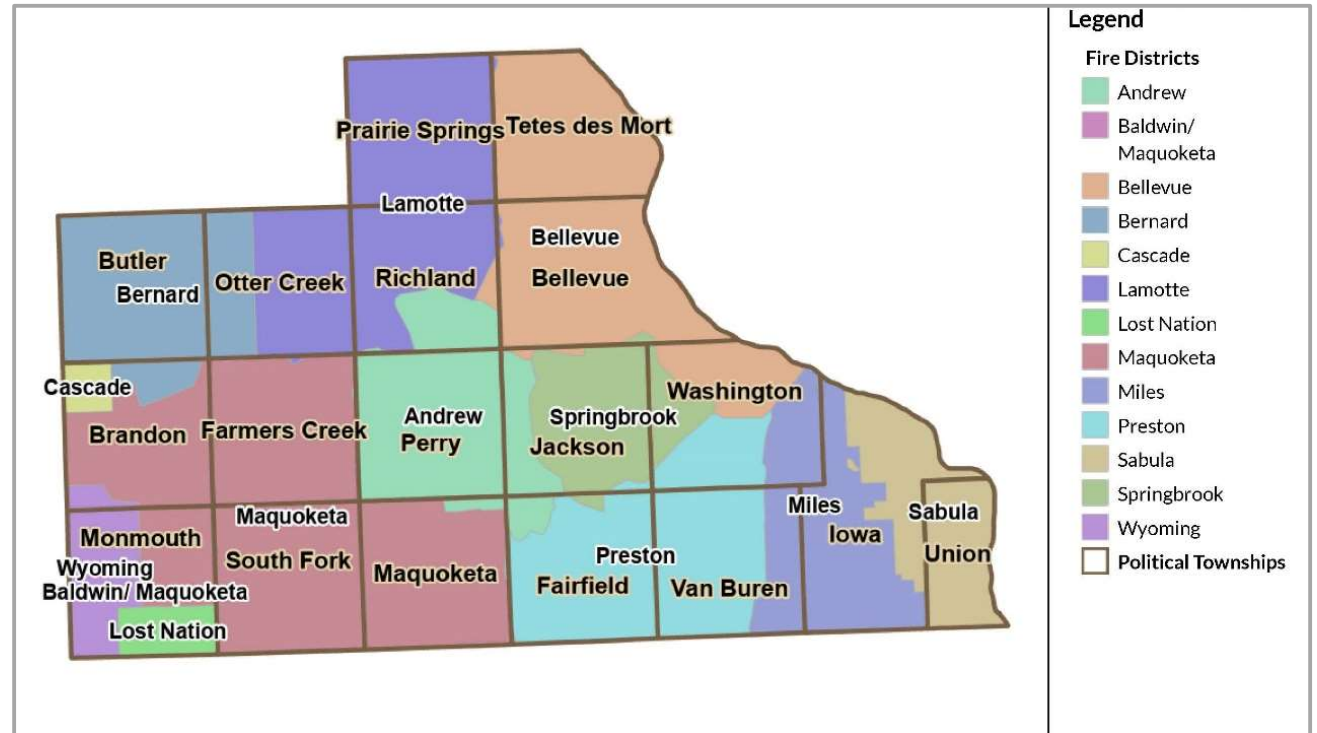 Prairie Springs
Tetes des Mort
Lamotte
Bellevue
Butler
Bernard
Otter Creek
Richland
Bellevue
Cascade
Brandon
Farmers Creek
Andrew
Perry
Springbrook
Jackson
Washington
Monmouth
Maquoketa
South Fork
Maquoketa
Preston
Fairfield
Van Buren
Miles
Iowa
Sabula
Union
Wyoming
Baldwin/ Maquoketa
Lost Nation
Legend
Fire Districts
Andrew
Baldwin/
Maquoketa
Bellevue
Bernard
Cascade
Lamotte
Lost Nation
Maquoketa
Miles
Preston
Sabula
Springbrook
Wyoming
Political Townships